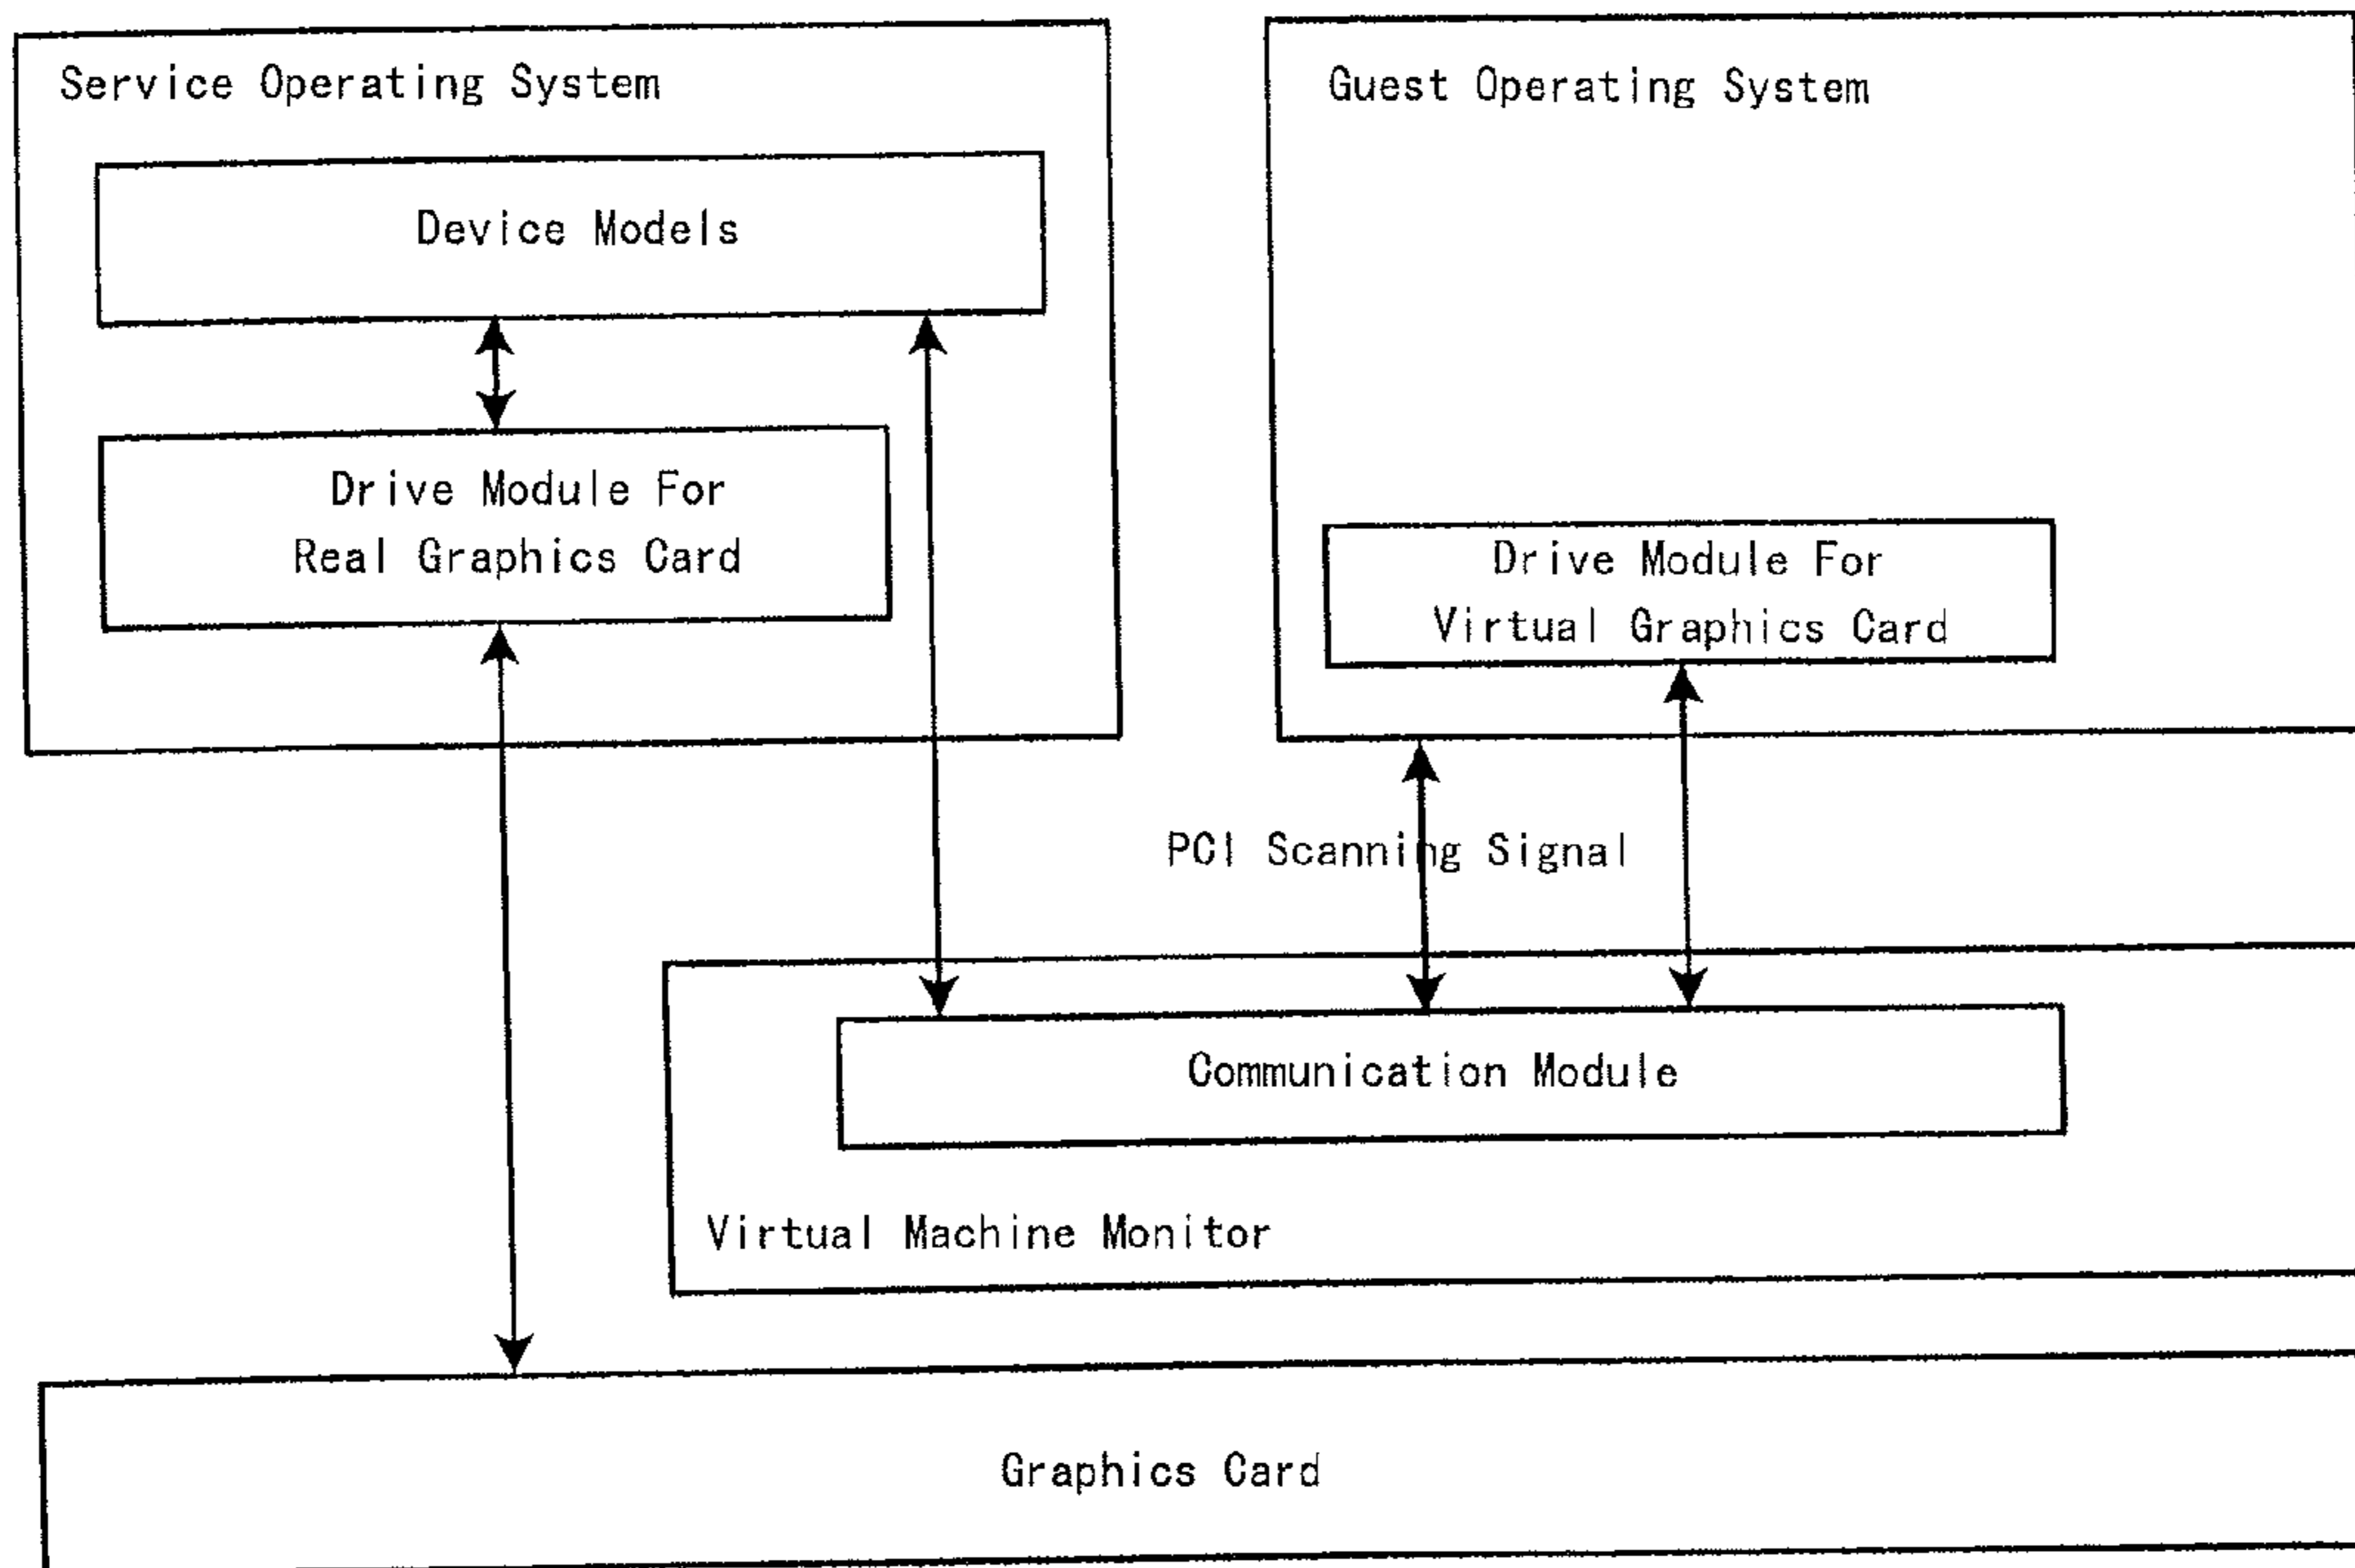 Service Operating System
Guest Operating System
Device Models
Drive Module For
Real Graphics Card
Drive Module For
Virtual Graphics Card
PCI Scanning Signal
Communication Module
Virtual Machine Monitor
Graphics Card